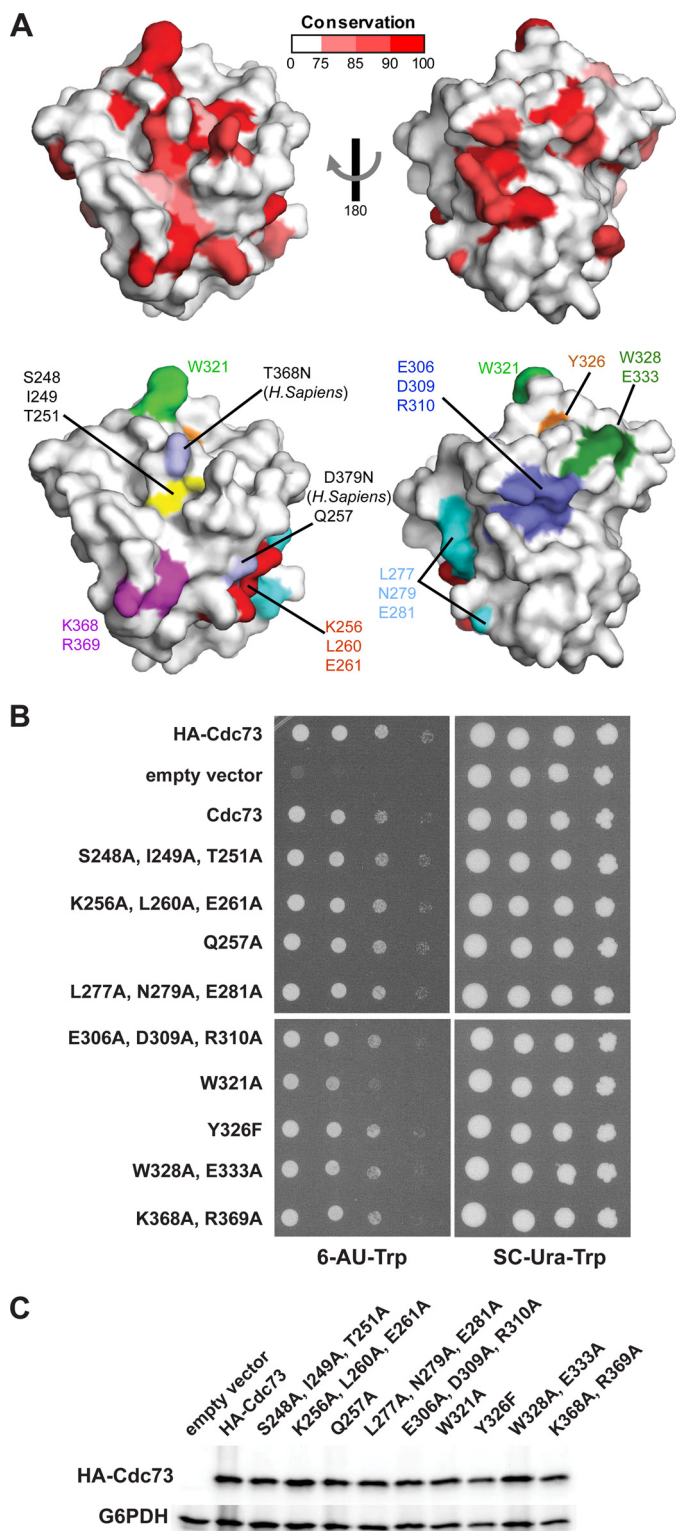 A
Conservation
0 75 85 90 100
180
S248
I249
T251
W321
T368N
(H.Sapiens)
D379N
(H.Sapiens)
Q257
K368
R369
K256
L260
E261
E306
D309
R310
W321
Y326
W328
E333
L277
N279
E281
B
HA-Cdc73
empty vector
Cdc73
S248A, I249A, T251A
K256A, L260A, E261A
Q257A
L277A, N279A, E281A
E306A, D309A, R310A
W321A
Y326F
W328A, E333A
K368A, R369A
6-AU-Trp
SC-Ura-Trp
C
empty vector
HA-Cdc73
S248A, I249A, T251A
K256A, L260A, E261A
Q257A
L277A, N279A, E281A
E306A, D309A, R310A
W321A
Y326F
W328A, E333A
K368A, R369A
HA-Cdc73
G6PDH